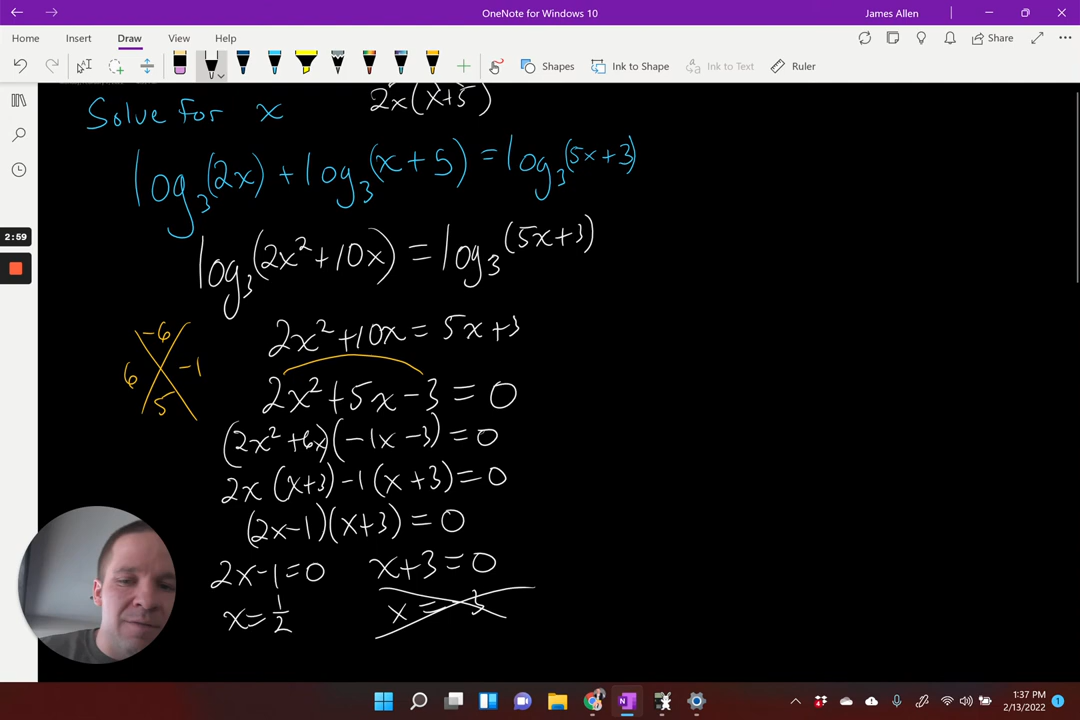 OneNote for Windows 10
James Allen
Home Insert Draw View Help
Share
Shapes Ink to Shape Ink to Text Ruler
Solve for x
2x(x+5)
log₃(2x) + log₃(x+5) = log₃(5x+3)
2:59
log₃(2x²+10x) = log₃(5x+3)
2x²+10x = 5x+3
-6
6 -1
5
2x²+5x-3=0
(2x²+6x)(-1x-3)=0
2x(x+3)-1(x+3)=0
(2x-1)(x+3)=0
2x-1=0 x+3=0
x=1/2 x=-3
1:37 PM
2/13/2022
1